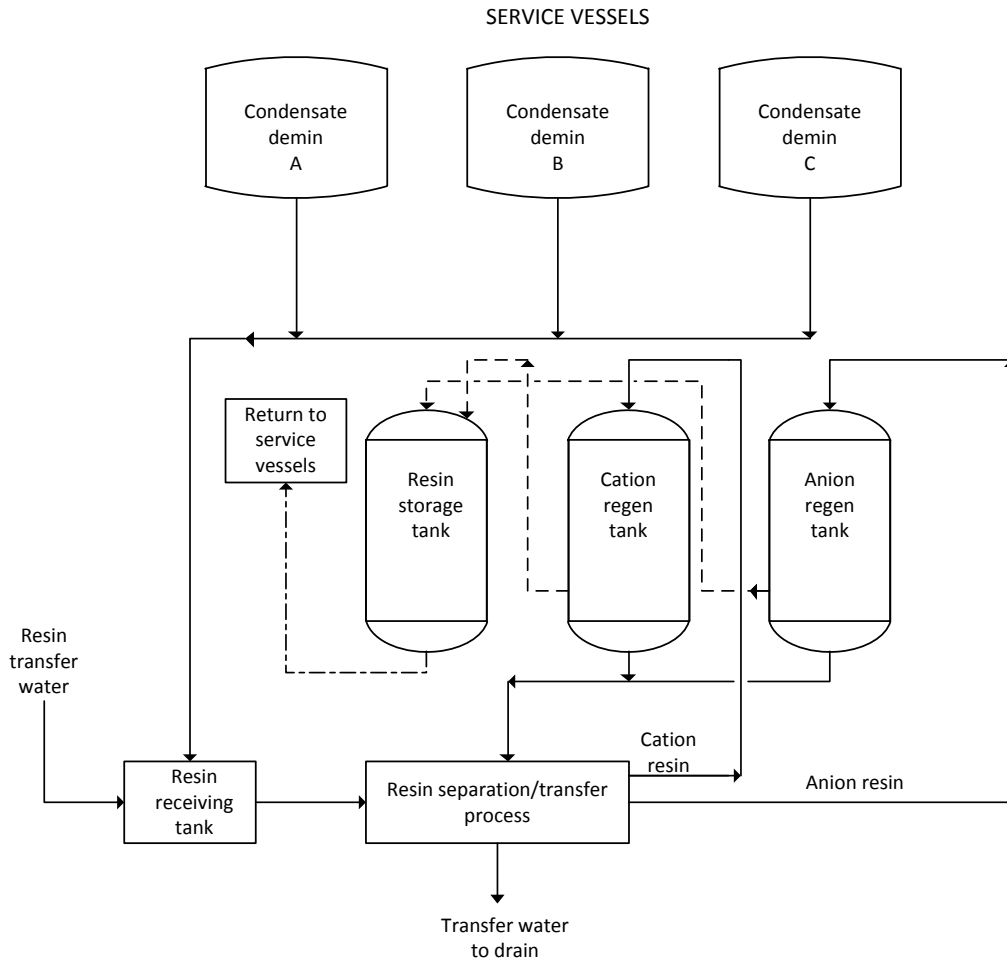 SERVICE VESSELS
Condensate
demin
A
Condensate
demin
B
Condensate
demin
C
Return to
service
vessels
Resin
storage
tank
Cation
regen
tank
Anion
regen
tank
Resin
transfer
water
Resin
receiving
tank
Resin separation/transfer
process
Cation
resin
Anion resin
Transfer water
to drain